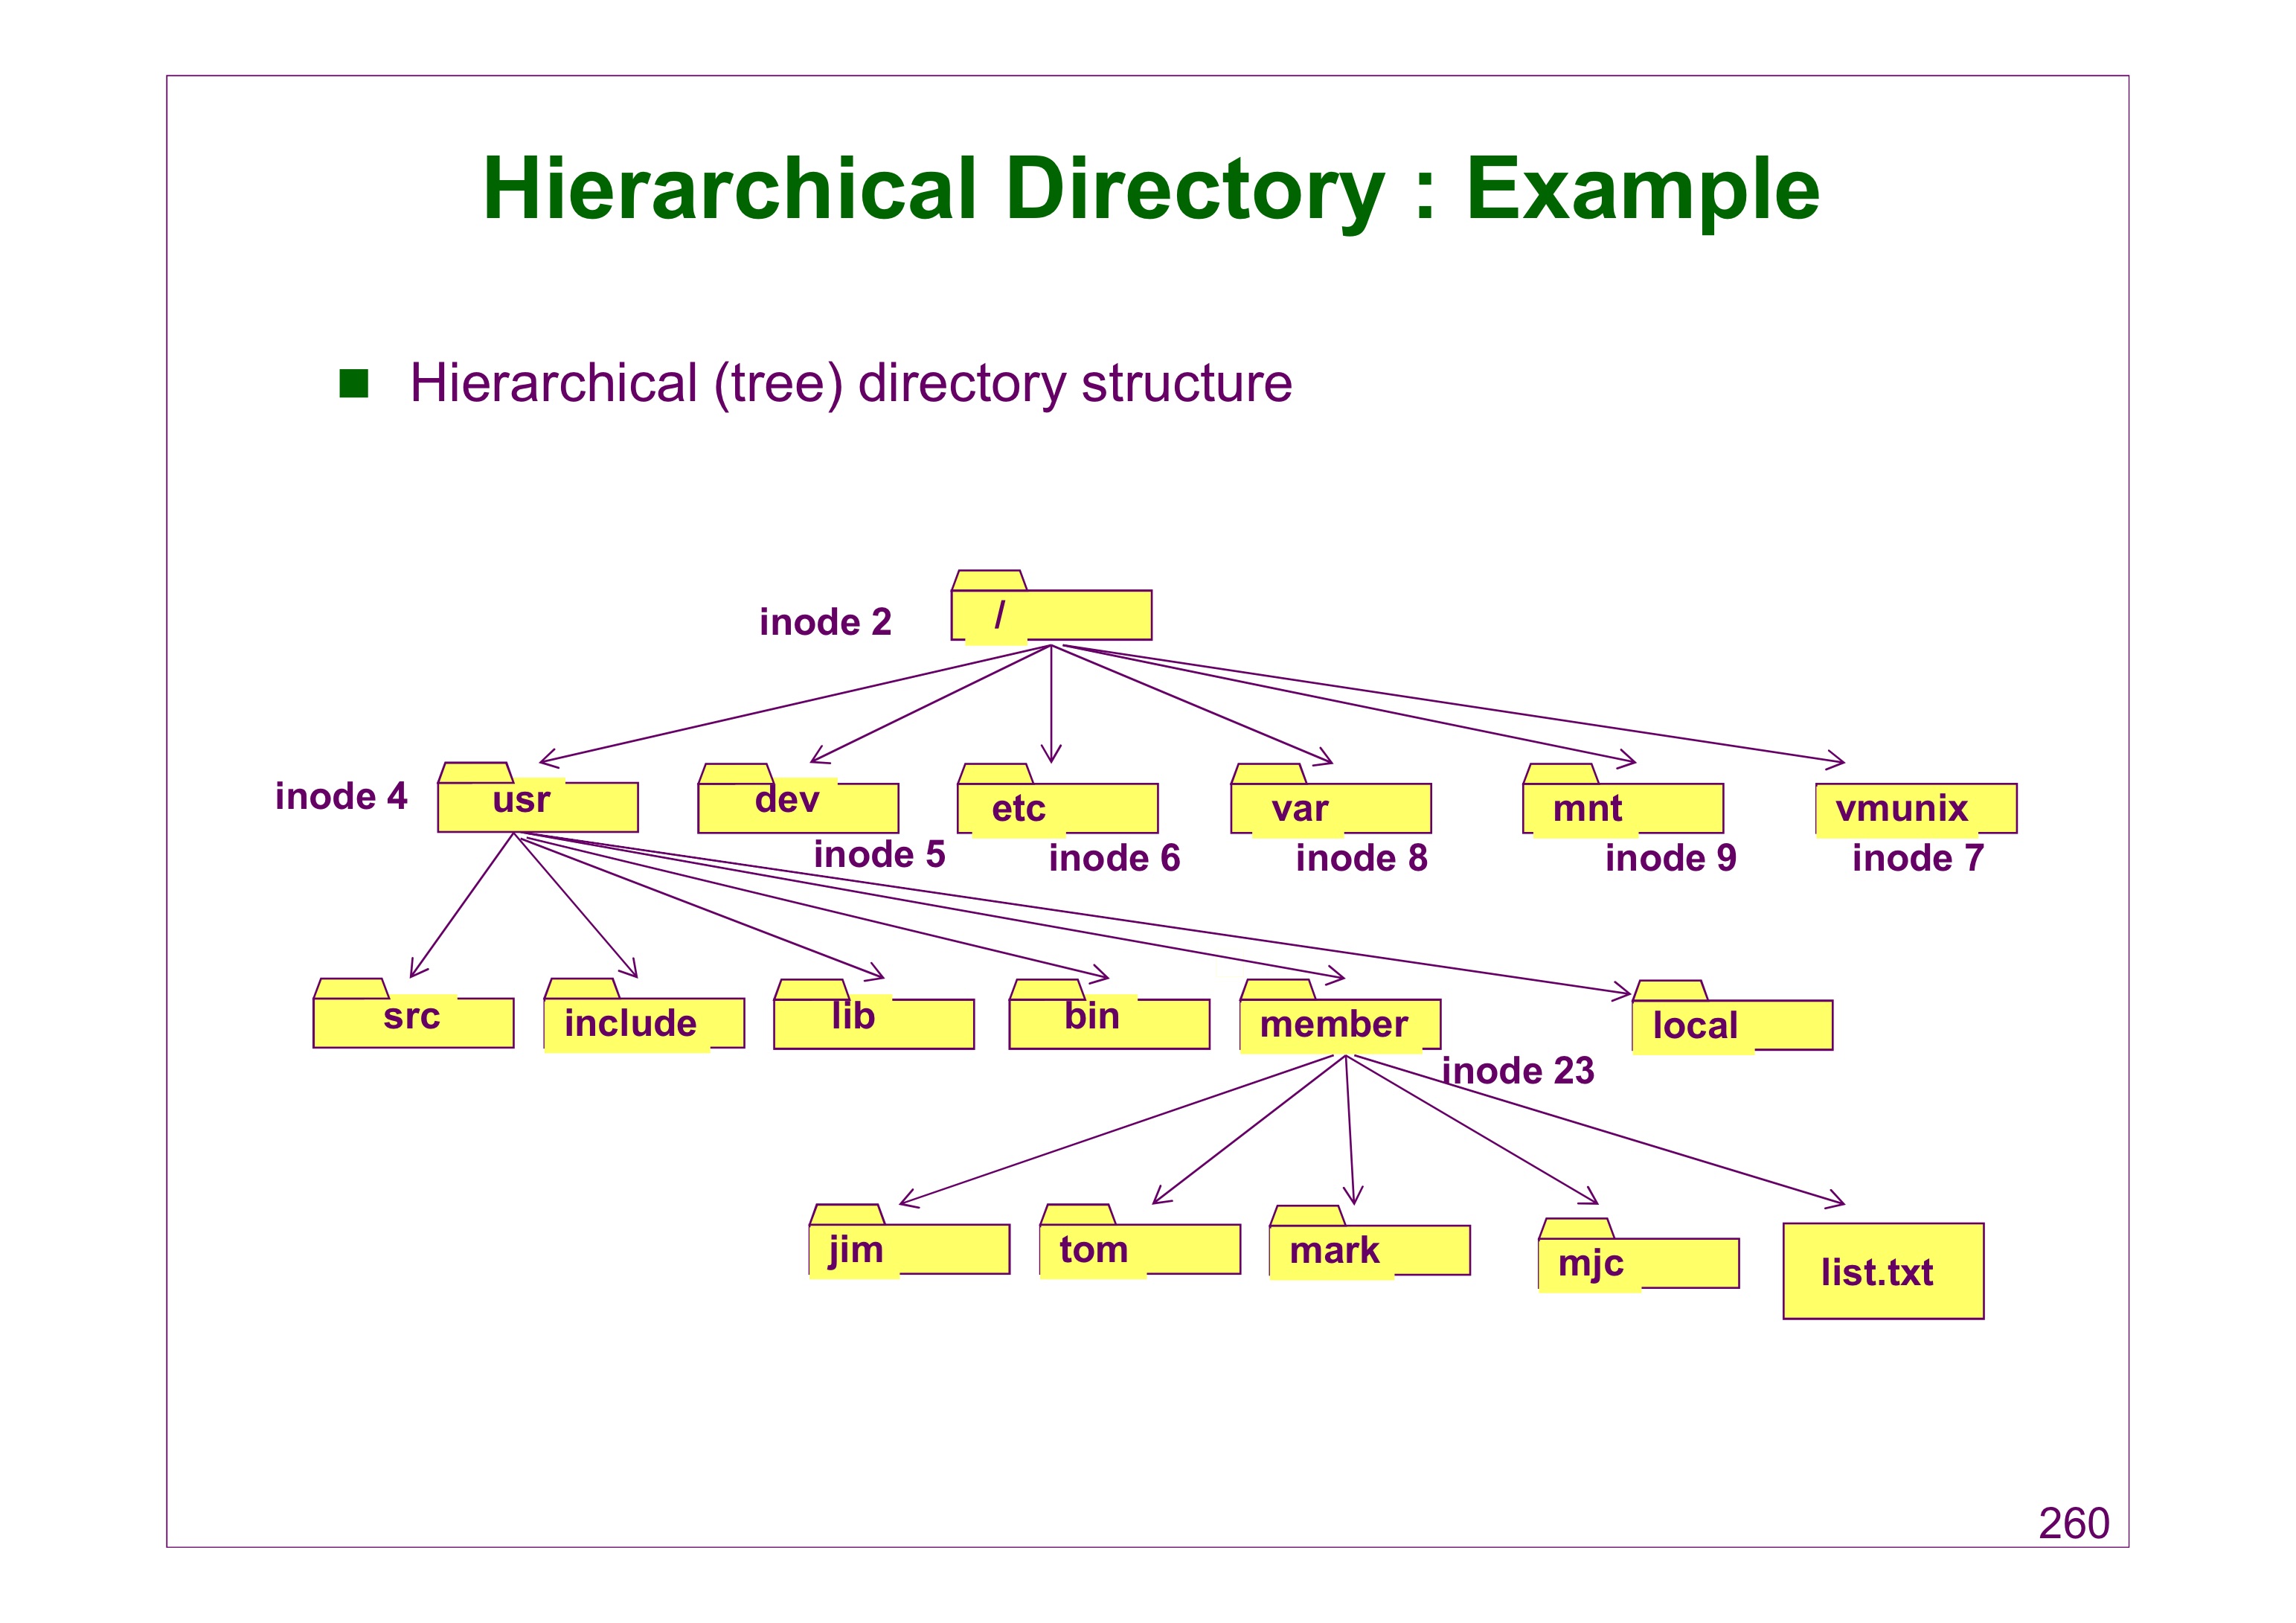 Hierarchical Directory : Example
Hierarchical (tree) directory structure
inode 2
/
inode 4
usr
dev
etc
var
mnt
vmunix
inode 5
inode 6
inode 8
inode 9
inode 7
src
include
lib
bin
member
local
inode 23
jim
tom
mark
mjc
list.txt
260